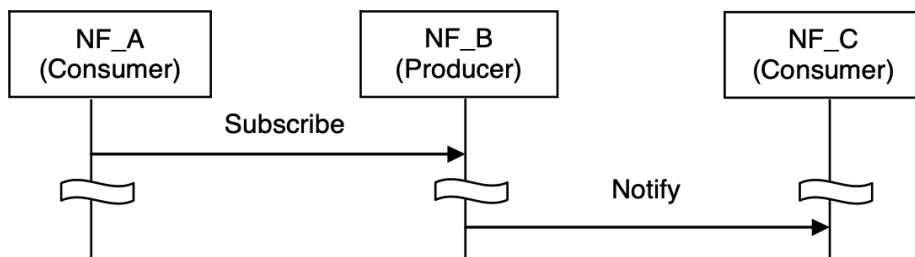 NF_A
(Consumer)
NF_B
(Producer)
NF_C
(Consumer)
Subscribe
Notify